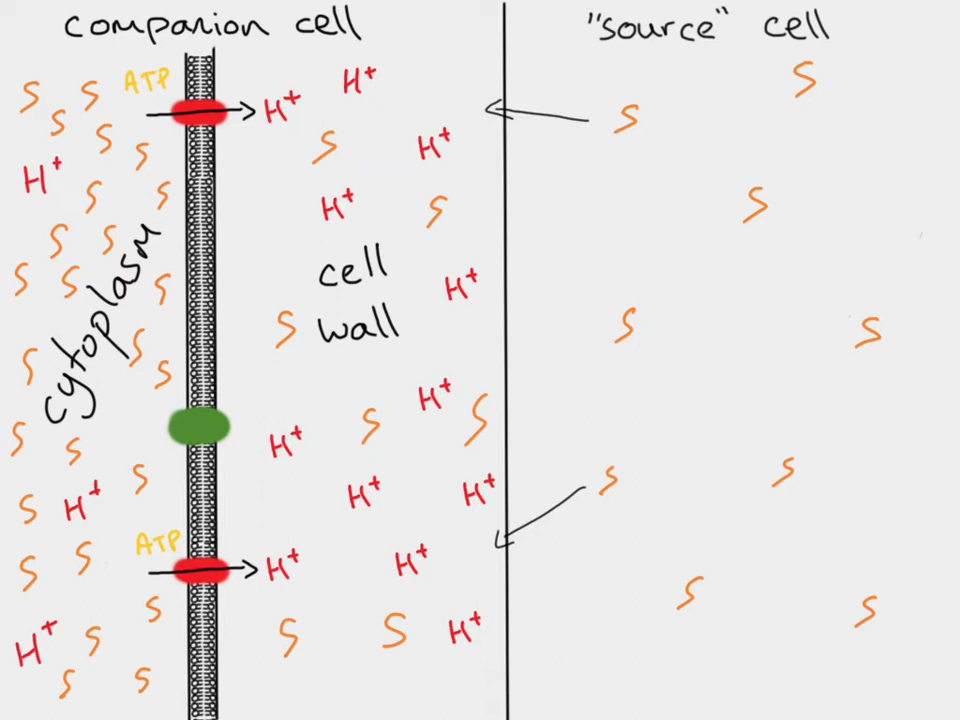 companion cell
"source" cell
S S ATP H⁺ H⁺ S S
S S S S H⁺
H⁺ S S H⁺ S S
S S
cytoplasm
S S S
cell
wall
H⁺
S S S
S S S
H⁺
S S H⁺ S S
S H⁺ H⁺ S S
S H⁺
ATP
S S H⁺ H⁺
S S S
H⁺ S S S H⁺
S S